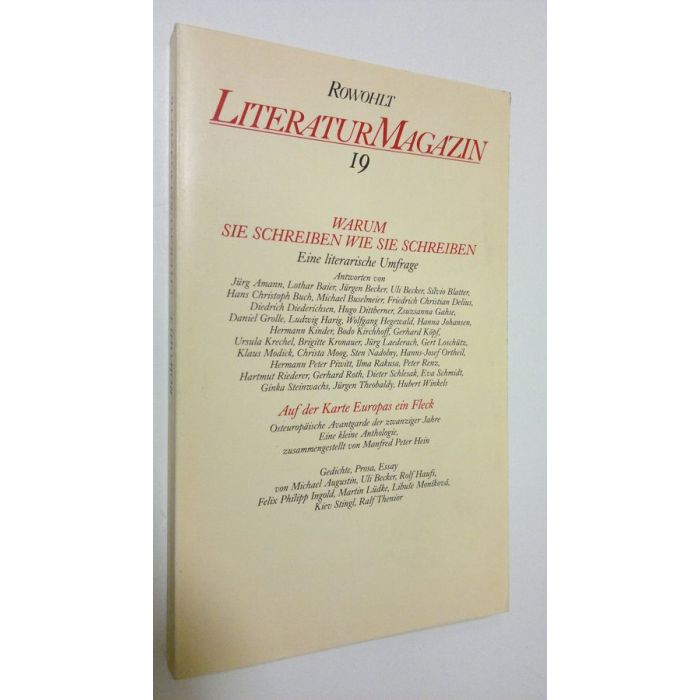 ROWOHLT
LITERATURMAGAZIN
19
WARUM
SIE SCHREIBEN WIE SIE SCHREIBEN
Eine literarische Umfrage
Antworten von
Jürg Amann, Lothar Baier, Jürgen Becker, Uli Becker, Silvio Blatter,
Hans Christoph Buch, Michael Buselmeier, Friedrich Christian Delius,
Diedrich Diederichsen, Hugo Dittberner, Zsuzsanna Gahse,
Daniel Grolle, Ludwig Harig, Wolfgang Hegewald, Hanna Johansen,
Hermann Kinder, Bodo Kirchhoff, Gerhard Köpf,
Ursula Krechel, Brigitte Kronauer, Jürg Laederach, Gert Loschütz,
Klaus Modick, Christa Moog, Sten Nadolny, Hanns-Josef Ortheil,
Hermann Peter Piwitt, Ilma Rakusa, Peter Renz,
Hartmut Riederer, Gerhard Roth, Dieter Schlesak, Eva Schmidt,
Ginka Steinwachs, Jürgen Theobaldy, Hubert Winkels
Auf der Karte Europas ein Fleck
Osteuropäische Avantgarde der zwanziger Jahre
Eine kleine Anthologie,
zusammengestellt von Manfred Peter Hein
Gedichte, Prosa, Essay
von Michael Augustin, Uli Becker, Rolf Haufs,
Felix Philipp Ingold, Martin Lüdke, Libuše Moníková,
Kiev Stingl, Ralf Thenior